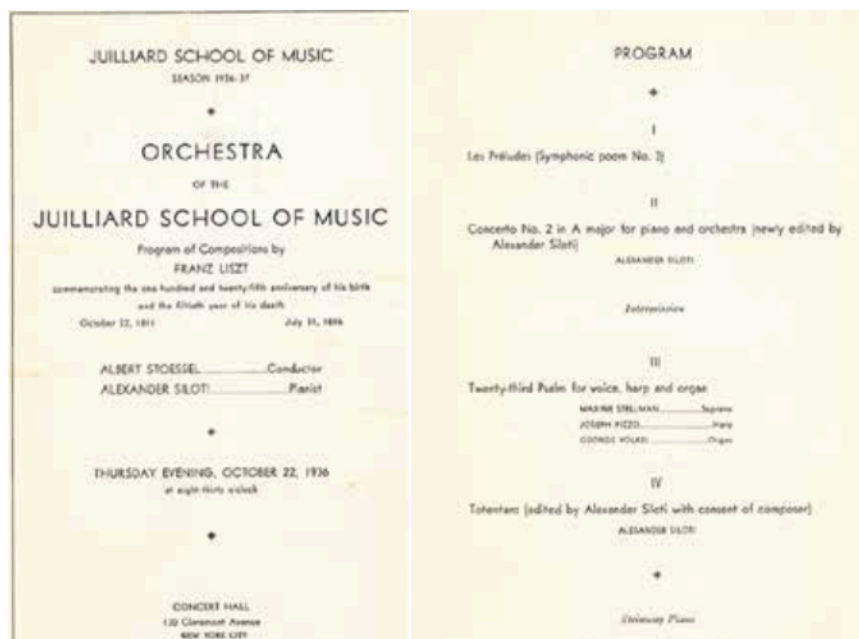 JUILLIARD SCHOOL OF MUSIC
SEASON 1936-37
ORCHESTRA
OF THE
JUILLIARD SCHOOL OF MUSIC
Program of Compositions by
FRANZ LISZT
commemorating the one hundred and twenty-fifth anniversary of his birth
and the fiftieth year of his death
October 22, 1811 July 31, 1886
ALBERT STOESSEL Conductor
ALEXANDER SILOTI Pianist
THURSDAY EVENING, OCTOBER 22, 1936
at eight-thirty o'clock
CONCERT HALL
130 Claremont Avenue
NEW YORK CITY
PROGRAM
I
Les Préludes (Symphonic poem No. 3)
II
Concerto No. 2 in A major for piano and orchestra (newly edited by
Alexander Siloti)
ALEXANDER SILOTI
Intermission
III
Twenty-third Psalm for voice, harp and organ
MAXINE STELLMAN Soprano
JOSEPH PIZZO Harp
GEORGE VOLKEL Organ
IV
Totentanz (edited by Alexander Siloti with consent of composer)
ALEXANDER SILOTI
Steinway Piano